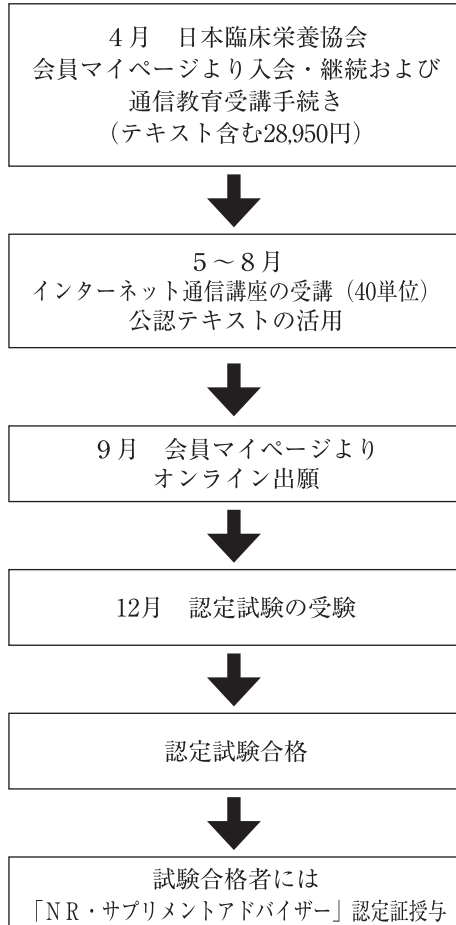 4月　日本臨床栄養協会
会員マイページより入会・継続および
通信教育受講手続き
（テキスト含む28,950円）
5～8月
インターネット通信講座の受講（40単位）
公認テキストの活用
9月　会員マイページより
オンライン出願
12月　認定試験の受験
認定試験合格
試験合格者には
「NR・サプリメントアドバイザー」認定証授与